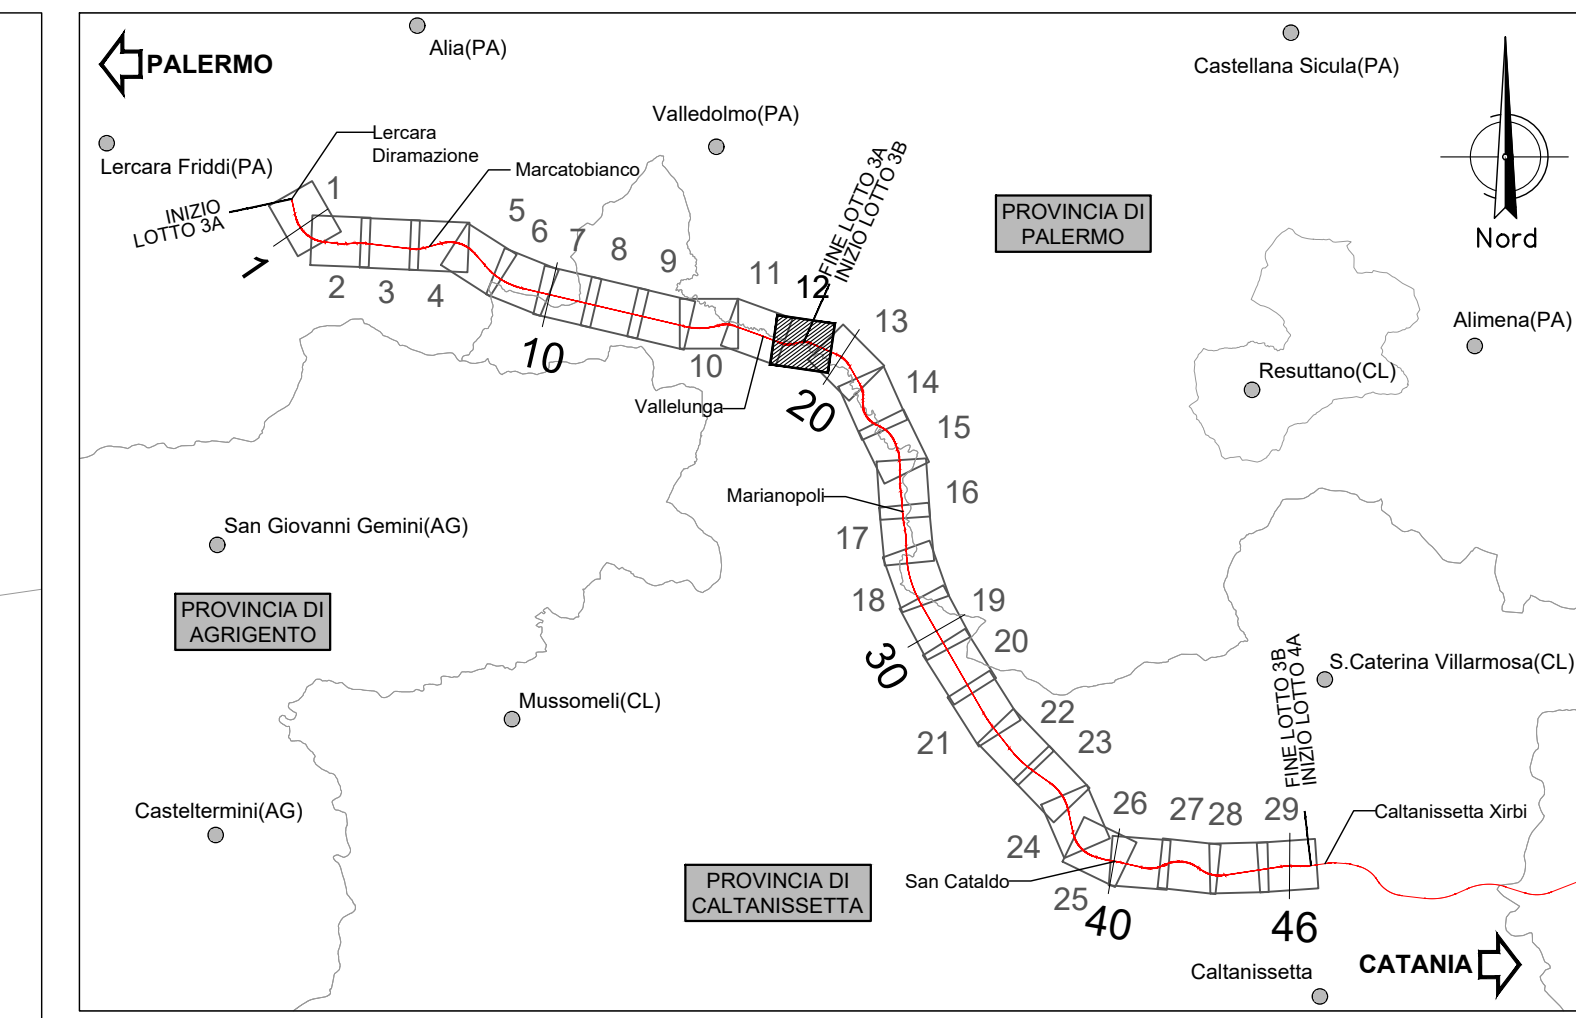 PALERMO
Alia(PA)
Castellana Sicula(PA)
Valledolmo(PA)
Lercara Friddi(PA)
Lercara
Diramazione
Marcatobianco
INIZIO
LOTTO 3A
FINE LOTTO 3A
INIZIO LOTTO 3B
PROVINCIA DI
PALERMO
Nord
1
1
2
3
4
5
6
7
8
9
10
10
11
12
13
Alimena(PA)
Resuttano(CL)
Vallelunga
20
14
15
16
Marianopoli
17
San Giovanni Gemini(AG)
PROVINCIA DI
AGRIGENTO
18
19
20
30
FINE LOTTO 3B
INIZIO LOTTO 4A
S.Caterina Villarmosa(CL)
Mussomeli(CL)
21
22
23
Casteltermini(AG)
24
25
26
27
28
29
Caltanissetta Xirbi
San Cataldo
PROVINCIA DI
CALTANISSETTA
40
46
Caltanissetta
CATANIA